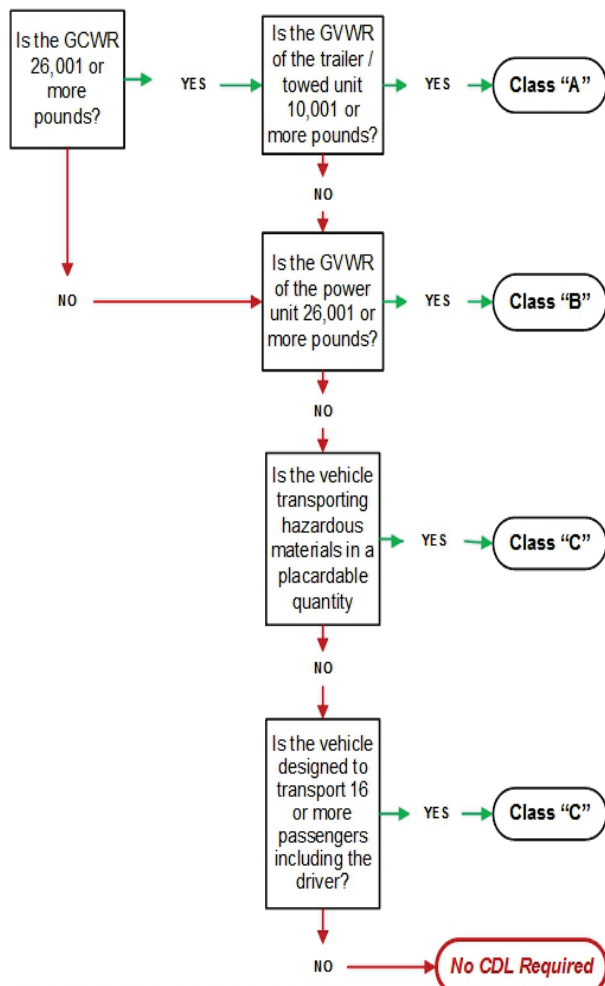 Is the GCWR
26,001 or
more
pounds?
YES
Is the GVWR
of the trailer /
towed unit
10,001 or
more pounds?
YES
Class “A”
NO
NO
Is the GVWR
of the power
unit 26,001 or
more pounds?
YES
Class “B”
NO
Is the vehicle
transporting
hazardous
materials in a
placardable
quantity
YES
Class “C”
NO
Is the vehicle
designed to
transport 16
or more
passengers
including the
driver?
YES
Class “C”
NO
No CDL Required